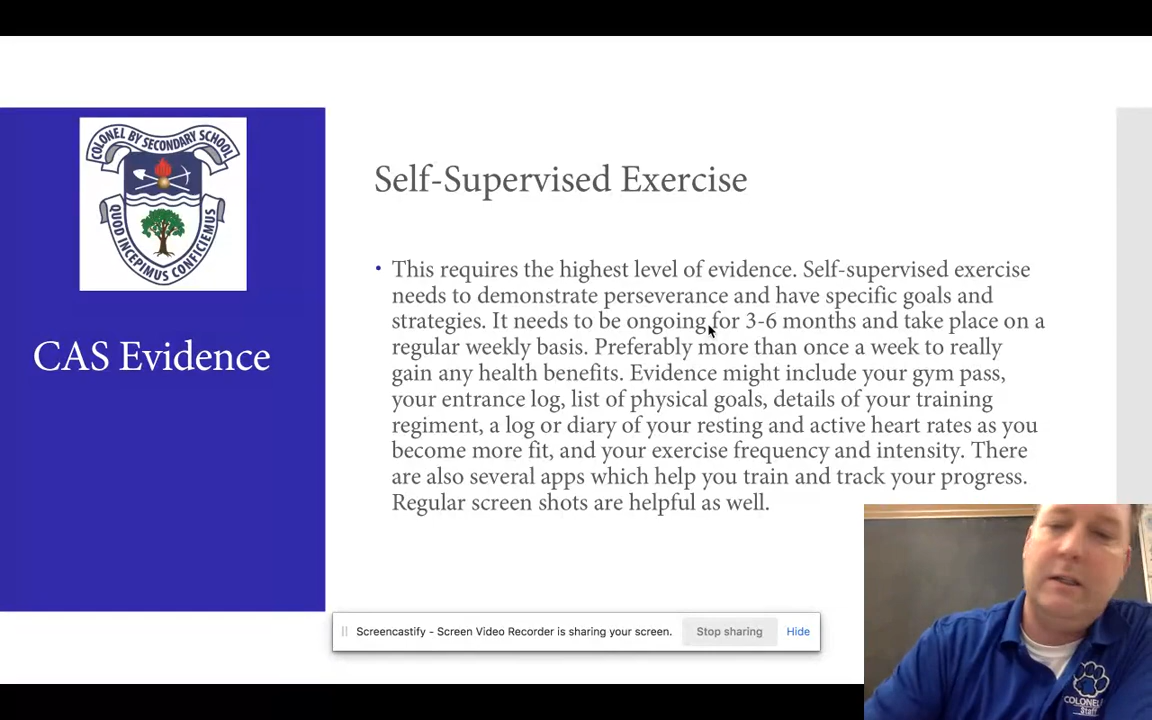 COLONEL BY SECONDARY SCHOOL
QUOD INCEPIMUS CONFICIEMUS
CAS Evidence
Self-Supervised Exercise
• This requires the highest level of evidence. Self-supervised exercise
needs to demonstrate perseverance and have specific goals and
strategies. It needs to be ongoing for 3-6 months and take place on a
regular weekly basis. Preferably more than once a week to really
gain any health benefits. Evidence might include your gym pass,
your entrance log, list of physical goals, details of your training
regiment, a log or diary of your resting and active heart rates as you
become more fit, and your exercise frequency and intensity. There
are also several apps which help you train and track your progress.
Regular screen shots are helpful as well.
Screencastify - Screen Video Recorder is sharing your screen.
Stop sharing
Hide
COLONEL
Staff